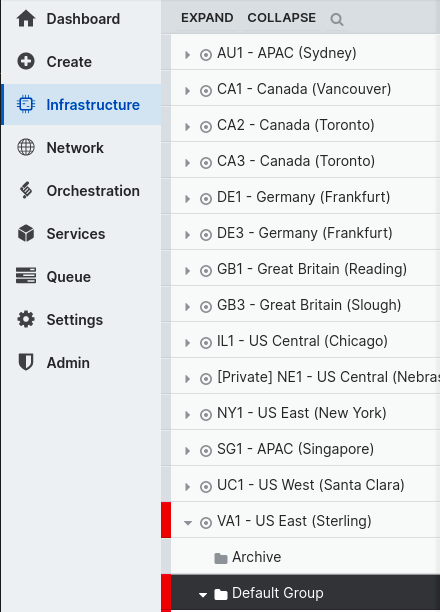 Dashboard
Create
Infrastructure
Network
Orchestration
Services
Queue
Settings
Admin
EXPAND COLLAPSE
AU1 - APAC (Sydney)
CA1 - Canada (Vancouver)
CA2 - Canada (Toronto)
CA3 - Canada (Toronto)
DE1 - Germany (Frankfurt)
DE3 - Germany (Frankfurt)
GB1 - Great Britain (Reading)
GB3 - Great Britain (Slough)
IL1 - US Central (Chicago)
[Private] NE1 - US Central (Nebras
NY1 - US East (New York)
SG1 - APAC (Singapore)
UC1 - US West (Santa Clara)
VA1 - US East (Sterling)
Archive
Default Group